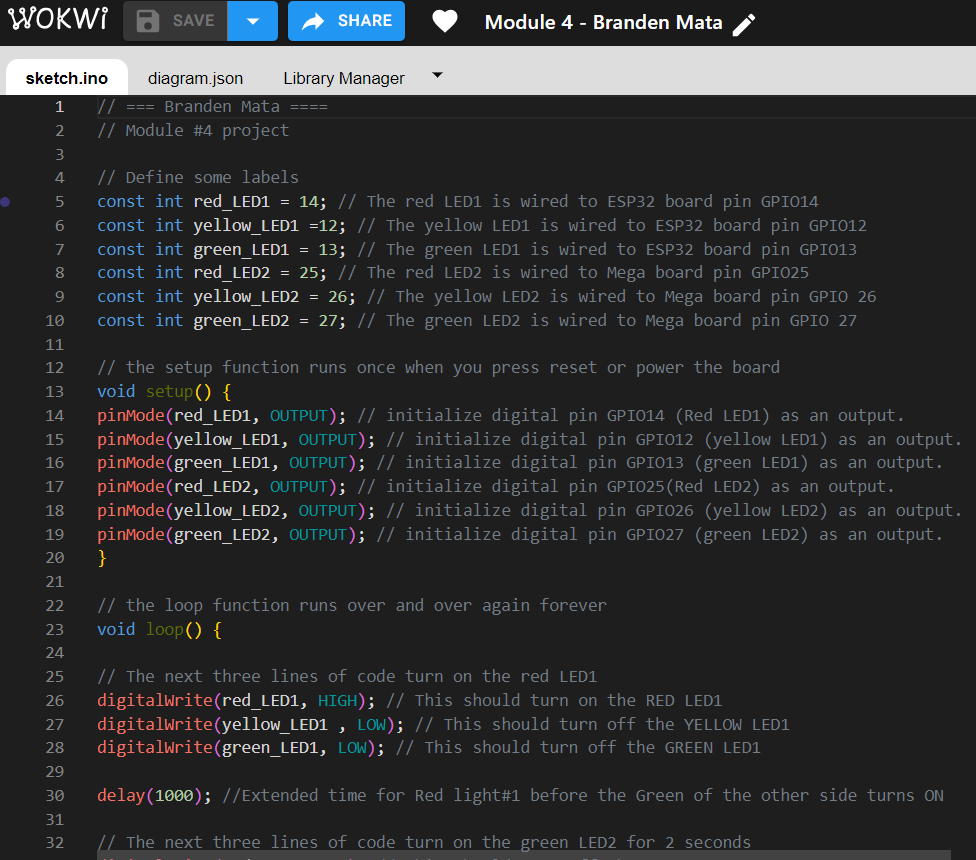 WOKWI SAVE SHARE Module 4 - Branden Mata
sketch.ino diagram.json Library Manager
1 // === Branden Mata ====
2 // Module #4 project
3
4 // Define some labels
5 const int red_LED1 = 14; // The red LED1 is wired to ESP32 board pin GPIO14
6 const int yellow_LED1 =12; // The yellow LED1 is wired to ESP32 board pin GPIO12
7 const int green_LED1 = 13; // The green LED1 is wired to ESP32 board pin GPIO13
8 const int red_LED2 = 25; // The red LED2 is wired to Mega board pin GPIO25
9 const int yellow_LED2 = 26; // The yellow LED2 is wired to Mega board pin GPIO 26
10 const int green_LED2 = 27; // The green LED2 is wired to Mega board pin GPIO 27
11
12 // the setup function runs once when you press reset or power the board
13 void setup() {
14 pinMode(red_LED1, OUTPUT); // initialize digital pin GPIO14 (Red LED1) as an output.
15 pinMode(yellow_LED1, OUTPUT); // initialize digital pin GPIO12 (yellow LED1) as an output.
16 pinMode(green_LED1, OUTPUT); // initialize digital pin GPIO13 (green LED1) as an output.
17 pinMode(red_LED2, OUTPUT); // initialize digital pin GPIO25(Red LED2) as an output.
18 pinMode(yellow_LED2, OUTPUT); // initialize digital pin GPIO26 (yellow LED2) as an output.
19 pinMode(green_LED2, OUTPUT); // initialize digital pin GPIO27 (green LED2) as an output.
20 }
21
22 // the loop function runs over and over again forever
23 void loop() {
24
25 // The next three lines of code turn on the red LED1
26 digitalWrite(red_LED1, HIGH); // This should turn on the RED LED1
27 digitalWrite(yellow_LED1 , LOW); // This should turn off the YELLOW LED1
28 digitalWrite(green_LED1, LOW); // This should turn off the GREEN LED1
29
30 delay(1000); //Extended time for Red light#1 before the Green of the other side turns ON
31
32 // The next three lines of code turn on the green LED2 for 2 seconds